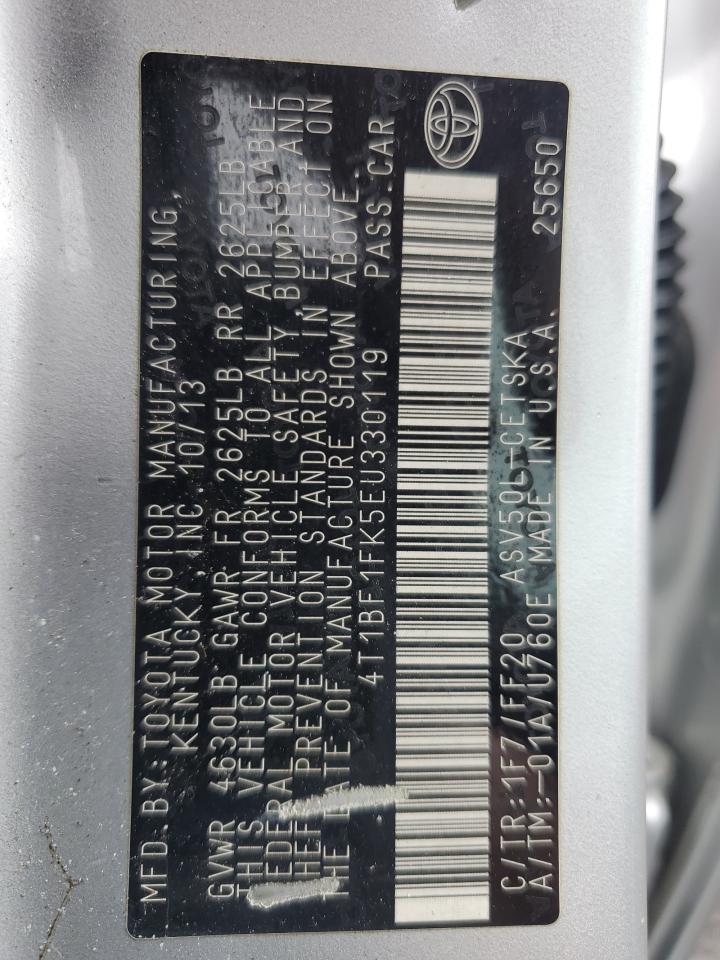 MFD. BY: TOYOTA MOTOR MANUFACTURING,
KENTUCKY, INC 10/13
GVWR 4630LB GAWR FR 2625LB RR 2625LB
THIS VEHICLE CONFORMS TO ALL APPLICABLE
FEDERAL MOTOR VEHICLE SAFETY, BUMPER, AND
THEFT PREVENTION STANDARDS IN EFFECT ON
THE DATE OF MANUFACTURE SHOWN ABOVE.
4T1BF1FK5EU330119 PASS. CAR
C/TR: 1F7/FF20 ASV50L-CETSKA
A/TM: -01A/U760E MADE IN U.S.A. 25650